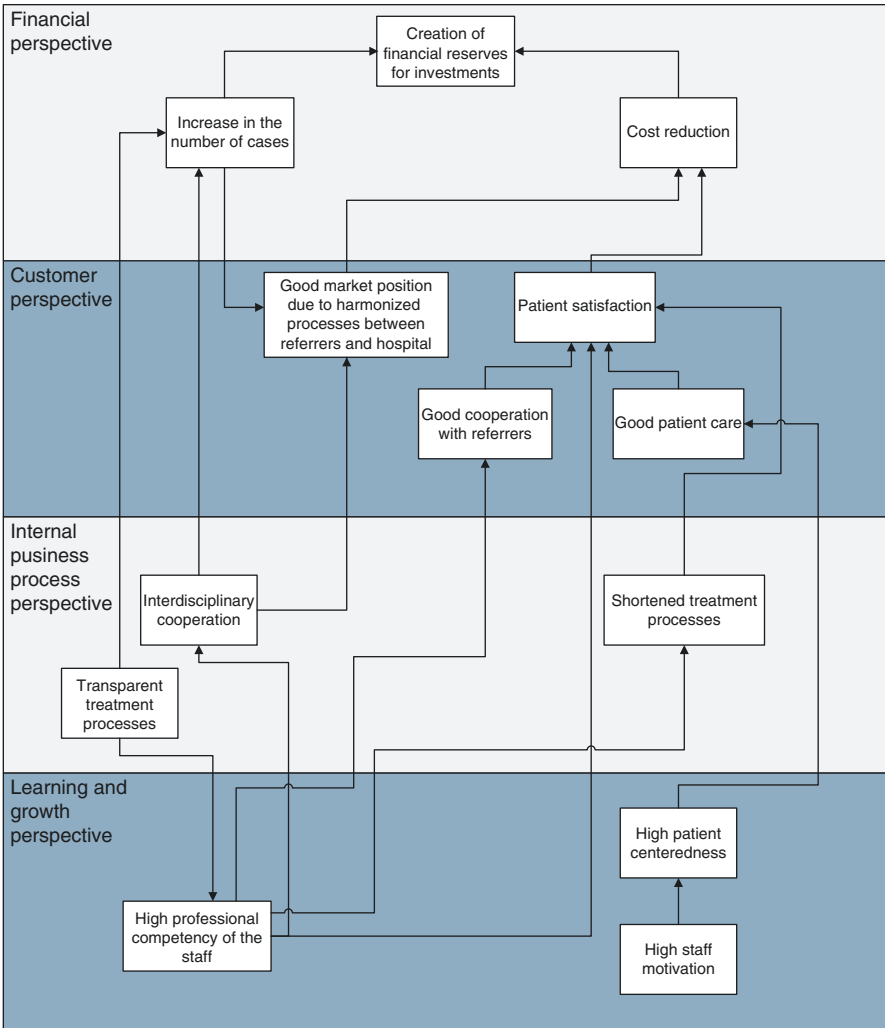 Financial
perspective
Creation of
financial reserves
for investments
Increase in the
number of cases
Cost reduction
Customer
perspective
Good market position
due to harmonized
processes between
referrers and hospital
Patient satisfaction
Good cooperation
with referrers
Good patient care
Internal
pusiness
process
perspective
Interdisciplinary
cooperation
Shortened treatment
processes
Transparent
treatment
processes
Learning and
growth
perspective
High patient
centeredness
High professional
competency of the
staff
High staff
motivation